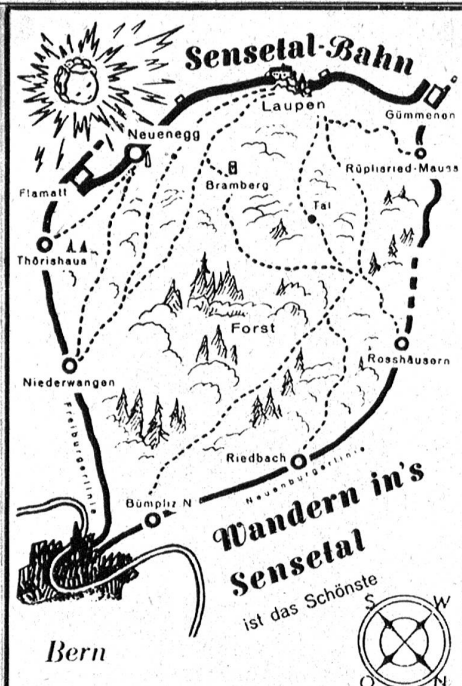 Sensetal-Bahn
Laupen
Gümmenen
Neuenegg
Rüplisried-Mauss
Flamatt
Bramberg
Tal
Thörishaus
Forst
Rosshäusern
Niederwangen
Freiburgerlinie
Riedbach
Neuenburgerlinie
Bümpliz N
Wandern in's
Sensetal
ist das Schönste
Bern
S
W
O
N